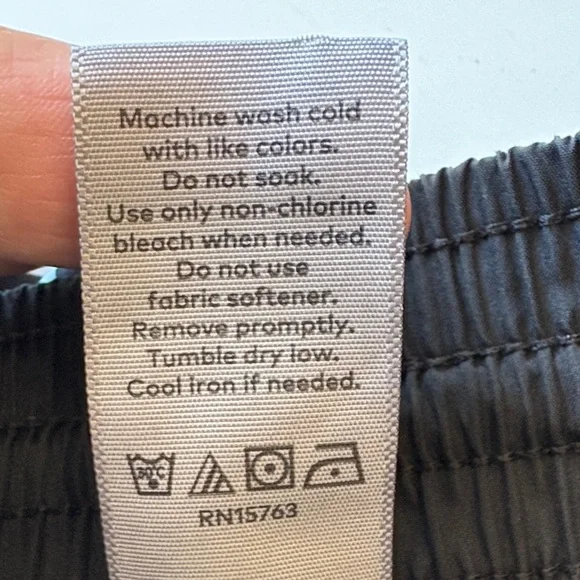 Machine wash cold
with like colors.
Do not soak.
Use only non-chlorine
bleach when needed.
Do not use
fabric softener.
Remove promptly.
Tumble dry low.
Cool iron if needed.
30°C
RN15763